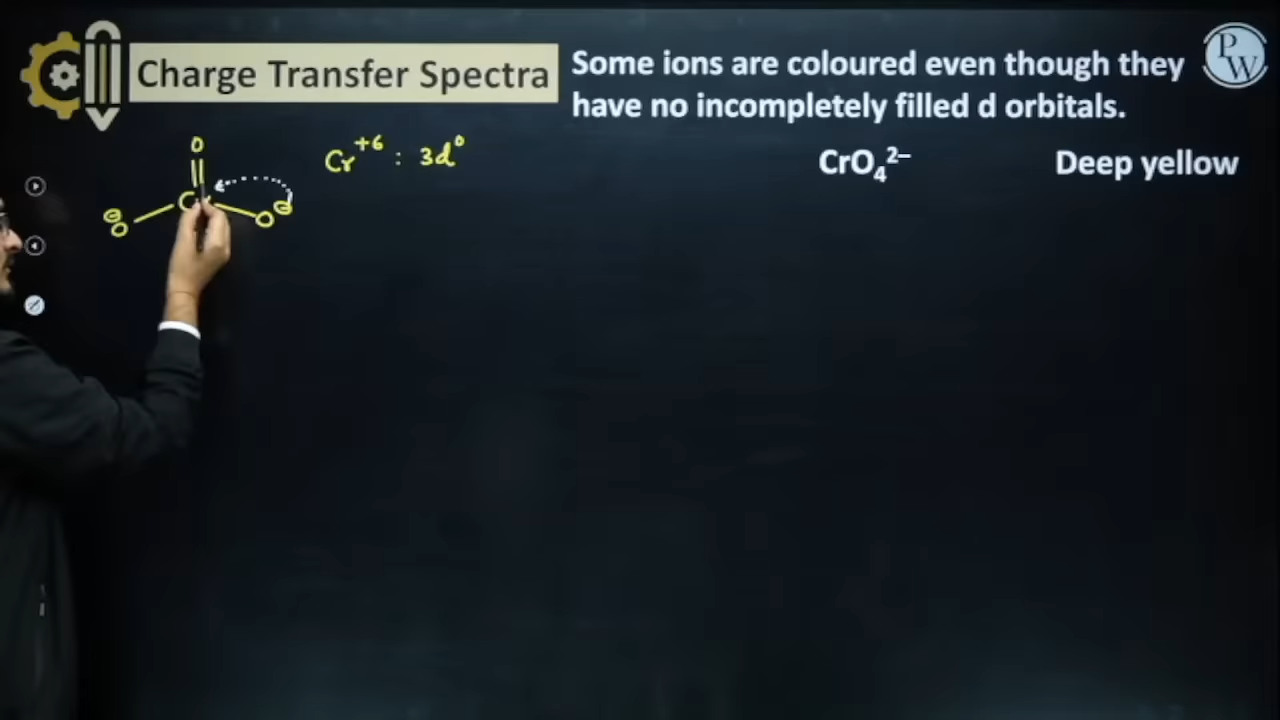 Charge Transfer Spectra
Some ions are coloured even though they
have no incompletely filled d orbitals.
P
W
CrO₄²⁻ Deep yellow
Cr⁺⁶ : 3d⁰
O
⊖O
O⊖